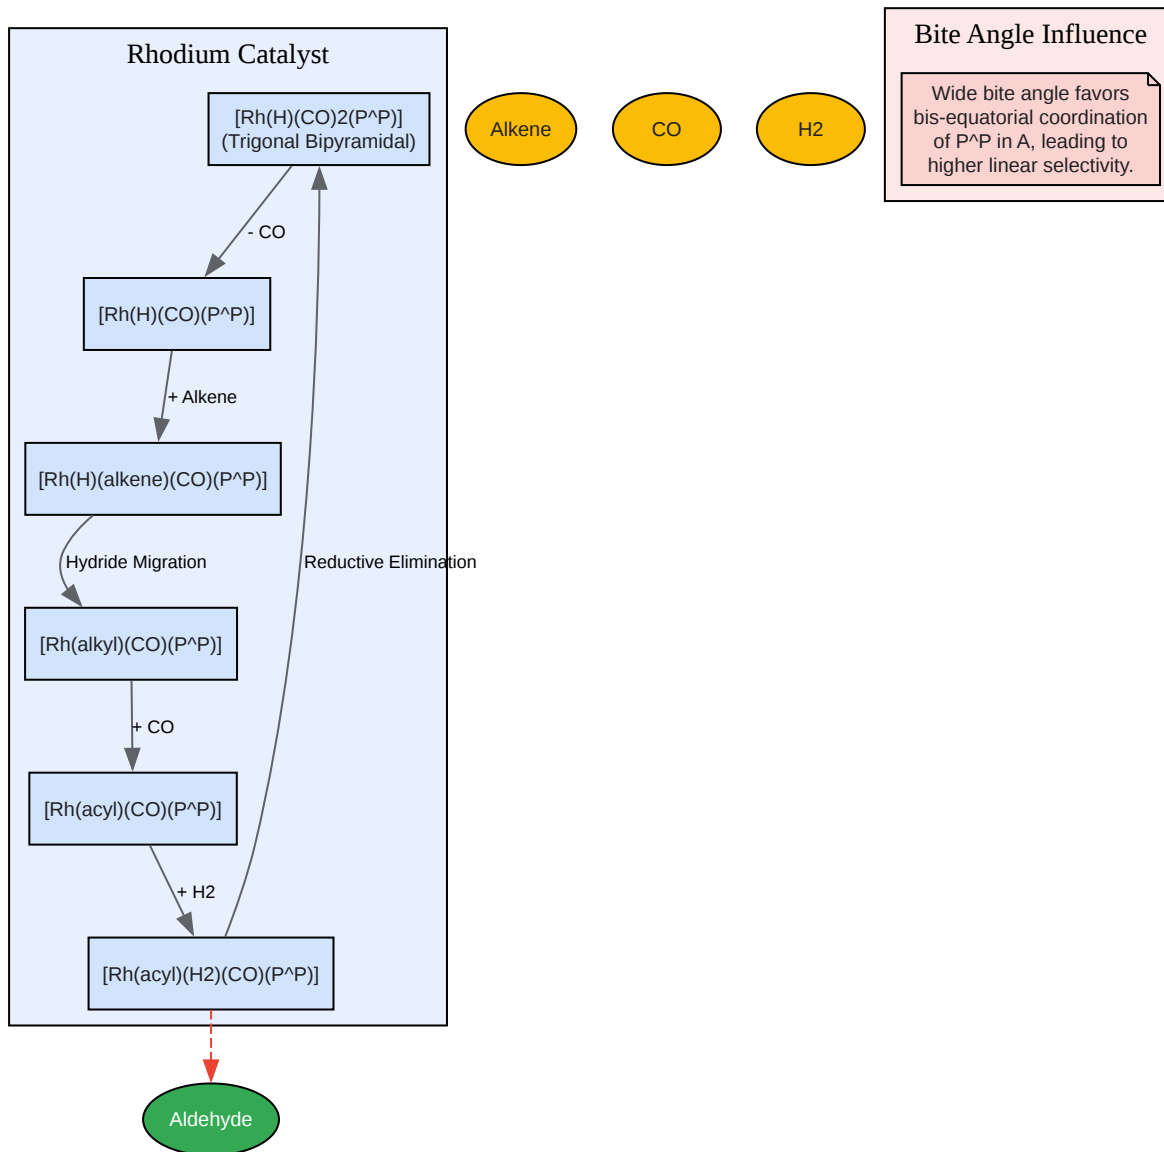 Rhodium Catalyst
[Rh(H)(CO)2(P^P)]
(Trigonal Bipyramidal)
Alkene
CO
H2
Bite Angle Influence
Wide bite angle favors
bis-equatorial coordination
of P^P in A, leading to
higher linear selectivity.
- CO
[Rh(H)(CO)(P^P)]
+ Alkene
[Rh(H)(alkene)(CO)(P^P)]
Hydride Migration
Reductive Elimination
[Rh(alkyl)(CO)(P^P)]
+ CO
[Rh(acyl)(CO)(P^P)]
+ H2
[Rh(acyl)(H2)(CO)(P^P)]
Aldehyde